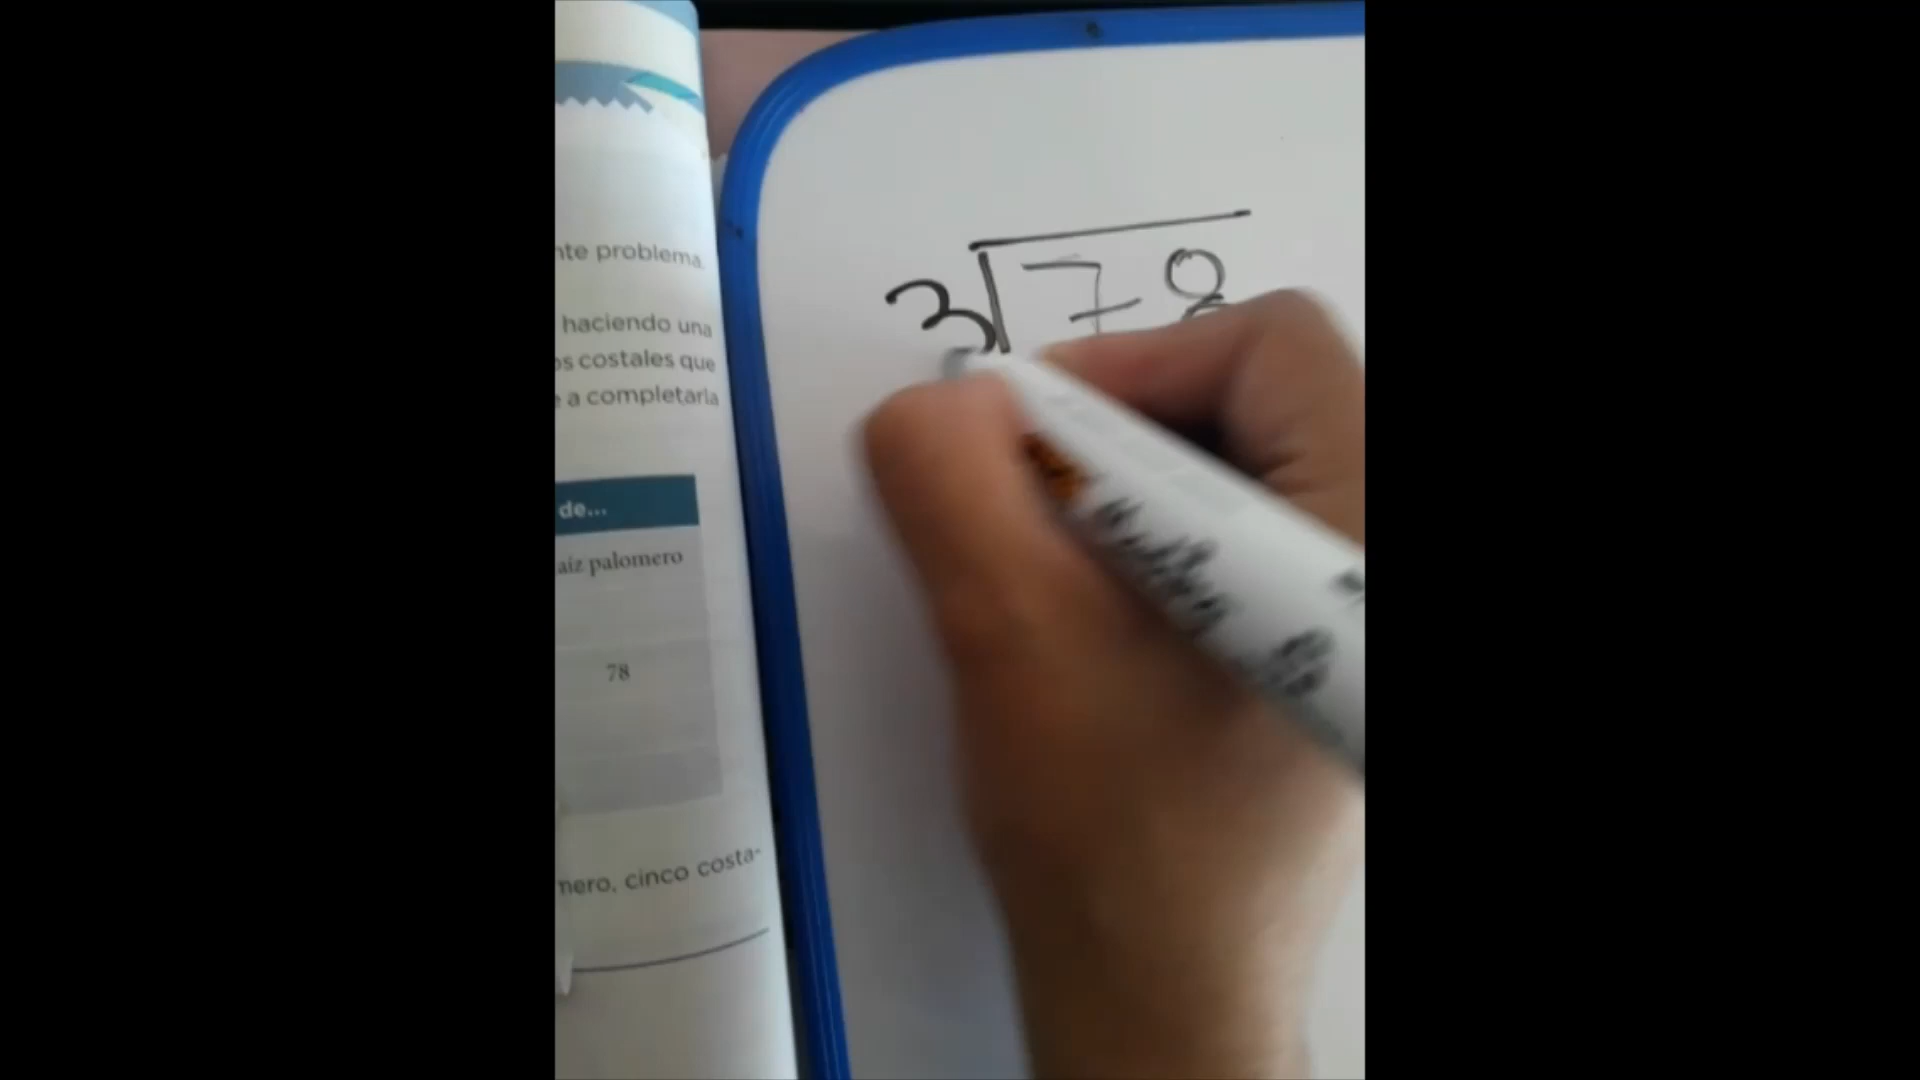 nte problema.
haciendo una
os costales que
a completarla
de...
aíz palomero
78
mero, cinco costa-
3 78